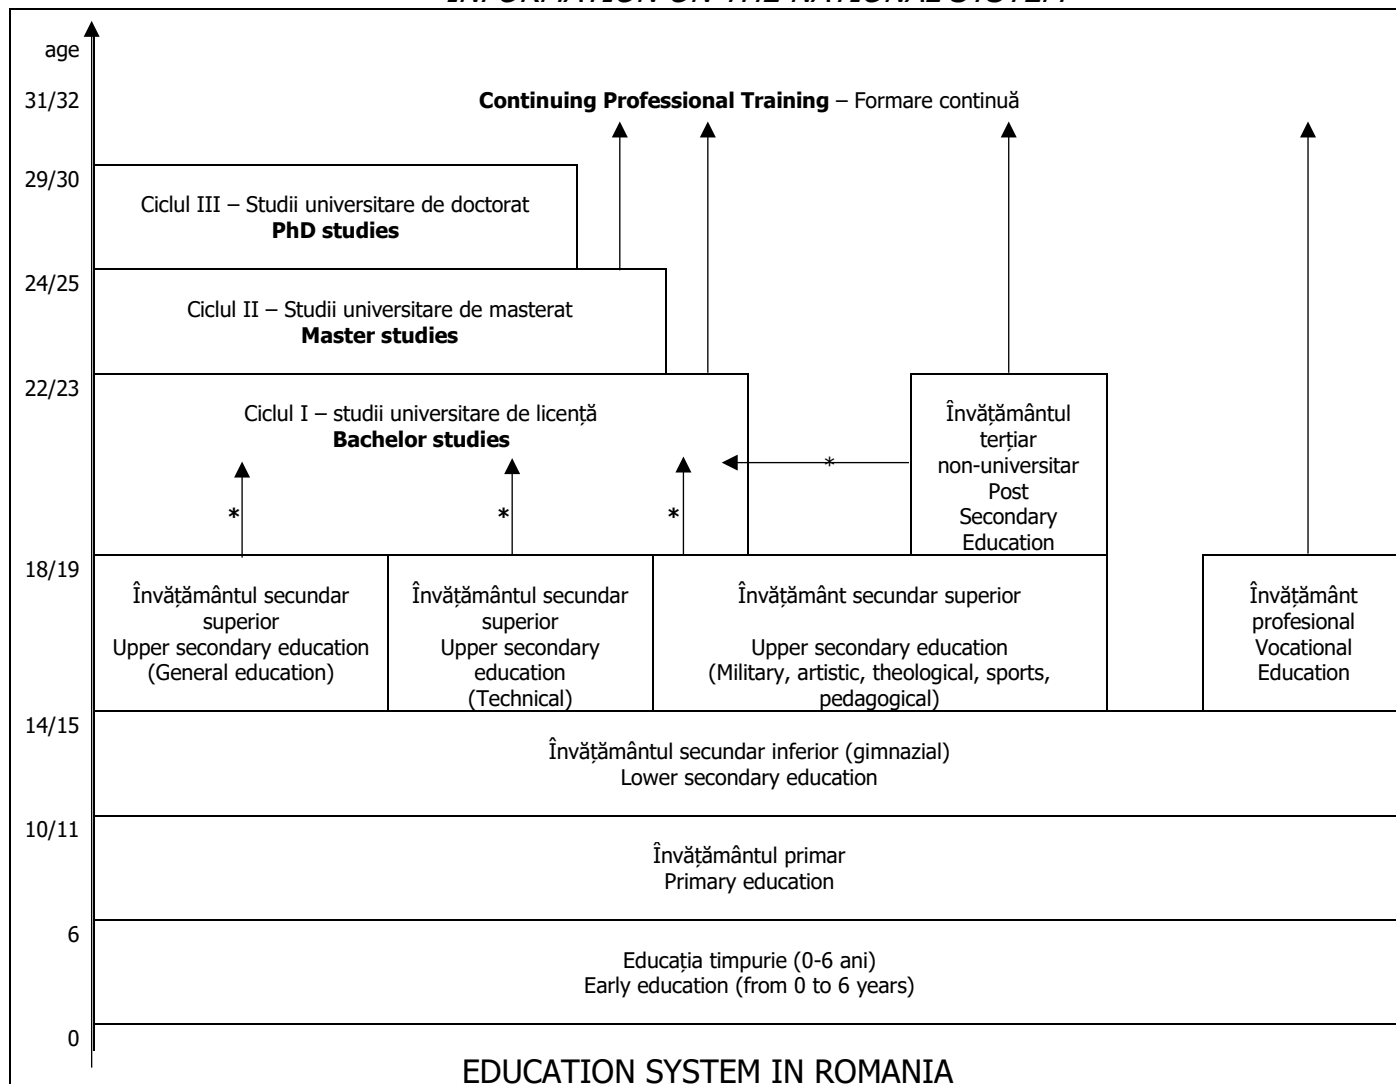 INFORMATION ON THE NATIONAL SYSTEM
age
31/32
Continuing Professional Training – Formare continuă
29/30
Ciclul III – Studii universitare de doctorat
PhD studies
24/25
Ciclul II – Studii universitare de masterat
Master studies
22/23
Ciclul I – studii universitare de licență
Bachelor studies
Învățământul
terțiar
non-universitar
Post
Secondary
Education
*
*
*
*
18/19
Învățământul secundar
superior
Upper secondary education
(General education)
Învățământul secundar
superior
Upper secondary
education
(Technical)
Învățământ secundar superior
Upper secondary education
(Military, artistic, theological, sports,
pedagogical)
Învățământ
profesional
Vocational
Education
14/15
Învățământul secundar inferior (gimnazial)
Lower secondary education
10/11
Învățământul primar
Primary education
6
Educația timpurie (0-6 ani)
Early education (from 0 to 6 years)
0
EDUCATION SYSTEM IN ROMANIA